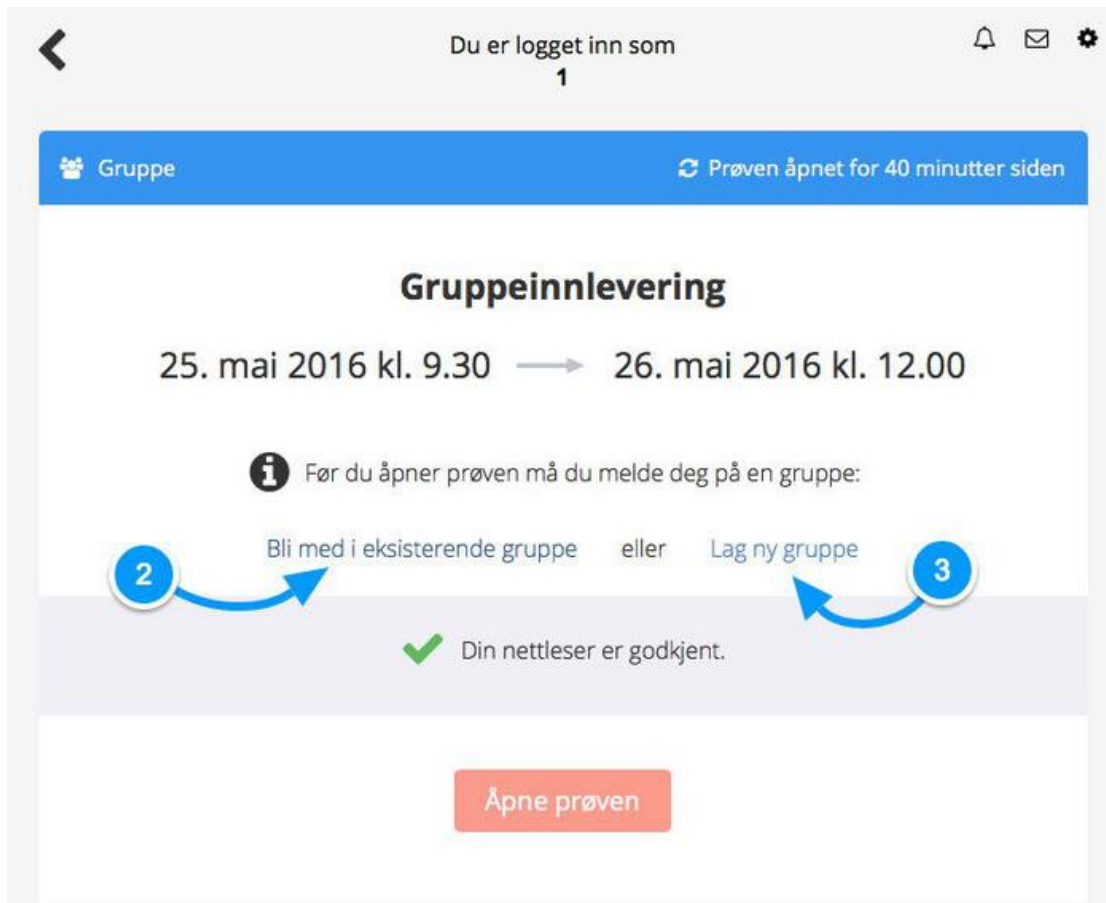 Du er logget inn som
1
Gruppe
Prøven åpnet for 40 minutter siden
Gruppeinnlevering
25. mai 2016 kl. 9.30 26. mai 2016 kl. 12.00
Før du åpner prøven må du melde deg på en gruppe:
Bli med i eksisterende gruppe eller Lag ny gruppe
2
3
Din nettleser er godkjent.
Åpne prøven